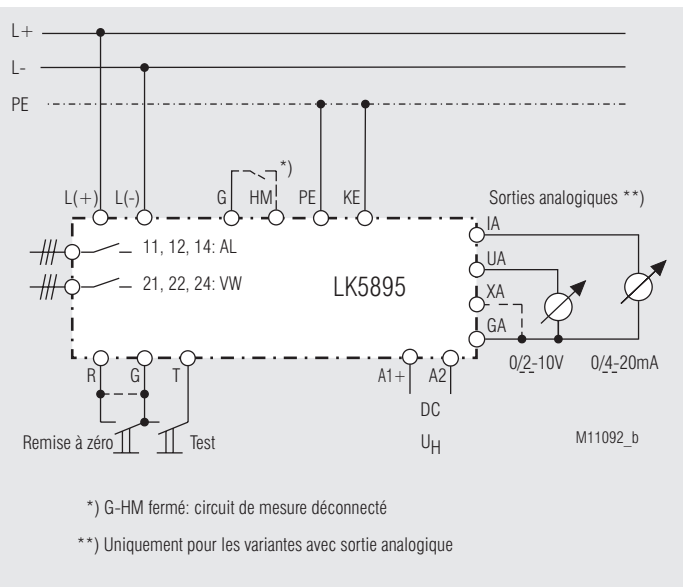 L+
L-
PE
*)
L(+) L(-) G HM PE KE
Sorties analogiques **)
IA
11, 12, 14: AL
UA
21, 22, 24: VW
LK5895
XA
GA
0/2-10V 0/4-20mA
R G T A1+ A2
DC
Remise à zéro Test
UH
M11092_b
*) G-HM fermé: circuit de mesure déconnecté
**) Uniquement pour les variantes avec sortie analogique